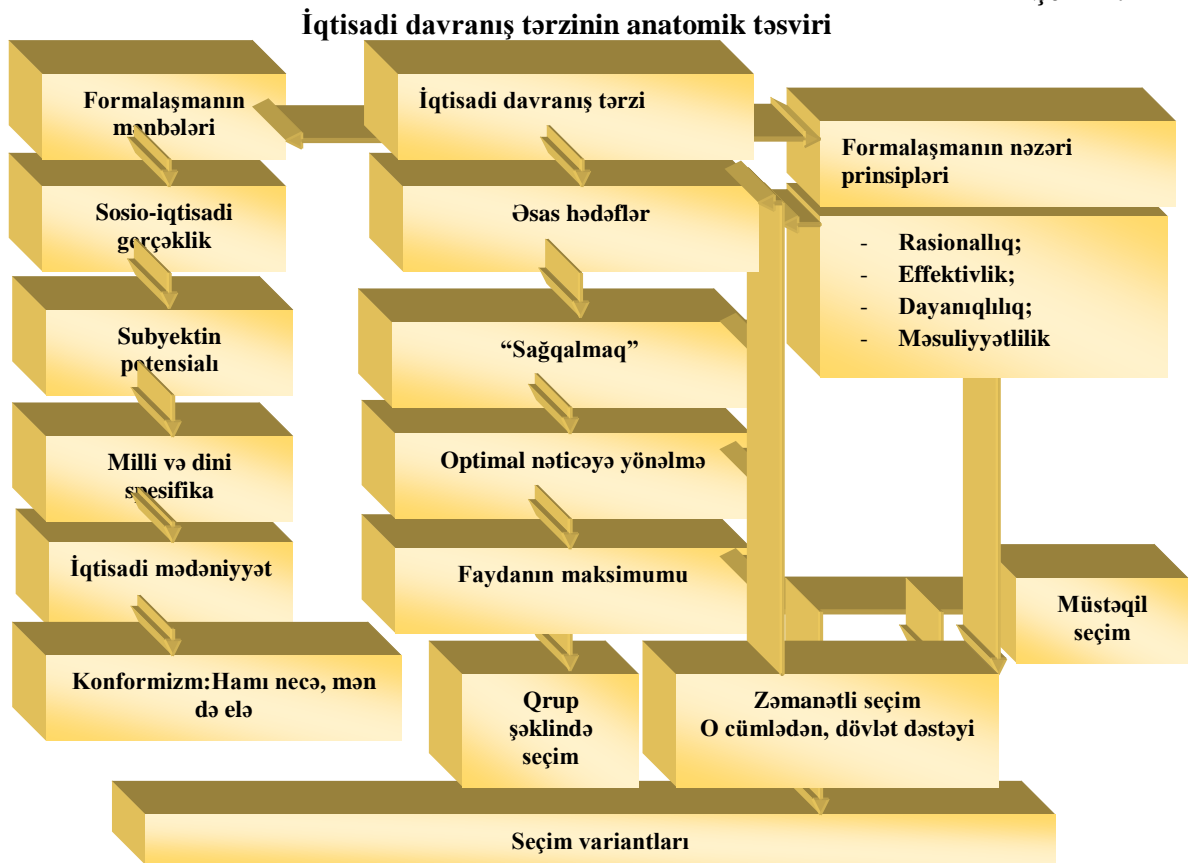 İqtisadi davranış tərzinin anatomik təsviri
Formalaşmanın
mənbələri
İqtisadi davranış tərzi
Formalaşmanın nəzəri
prinsipləri
Sosio-iqtisadi
gerçəklik
Əsas hədəflər
- Rasionallıq;
- Effektivlik;
- Dayanıqlılıq;
- Məsuliyyətlilik
Subyektin
potensialı
“Sağqalmaq”
Milli və dini
spesifika
Optimal nəticəyə yönəlmə
İqtisadi mədəniyyət
Faydanın maksimumu
Müstəqil
seçim
Konformizm:Hamı necə, mən
də elə
Qrup
şəklində
seçim
Zəmanətli seçim
O cümlədən, dövlət dəstəyi
Seçim variantları